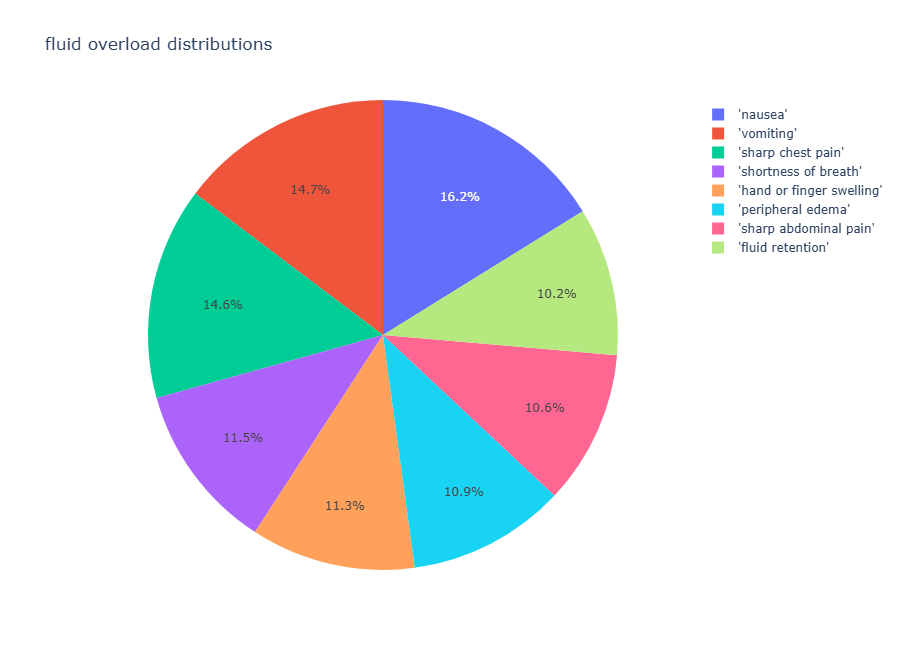 fluid overload distributions
'nausea'
'vomiting'
'sharp chest pain'
'shortness of breath'
'hand or finger swelling'
'peripheral edema'
'sharp abdominal pain'
'fluid retention'
14.7%
16.2%
14.6%
10.2%
11.5%
10.6%
11.3%
10.9%